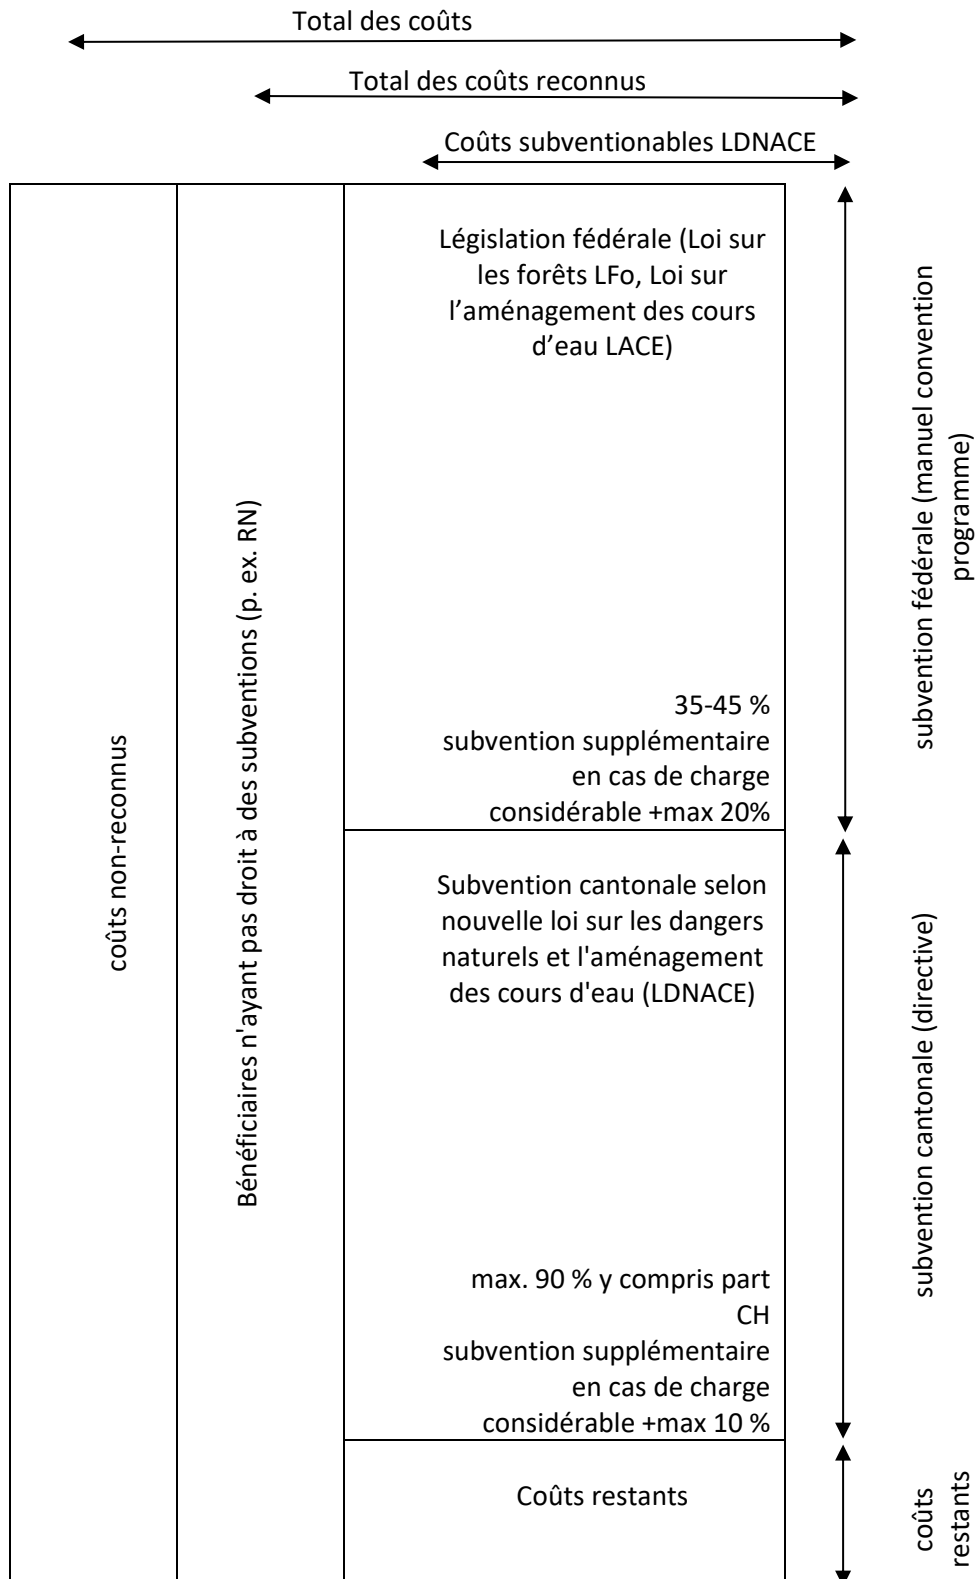 Total des coûts
Total des coûts reconnus
Coûts subventionables LDNACE
coûts non-reconnus
Bénéficiaires n'ayant pas droit à des subventions (p. ex. RN)
Législation fédérale (Loi sur
les forêts LFo, Loi sur
l’aménagement des cours
d’eau LACE)
35-45 %
subvention supplémentaire
en cas de charge
considérable +max 20%
subvention fédérale (manuel convention
programme)
Subvention cantonale selon
nouvelle loi sur les dangers
naturels et l'aménagement
des cours d'eau (LDNACE)
max. 90 % y compris part
CH
subvention supplémentaire
en cas de charge
considérable +max 10 %
subvention cantonale (directive)
Coûts restants
coûts
restants